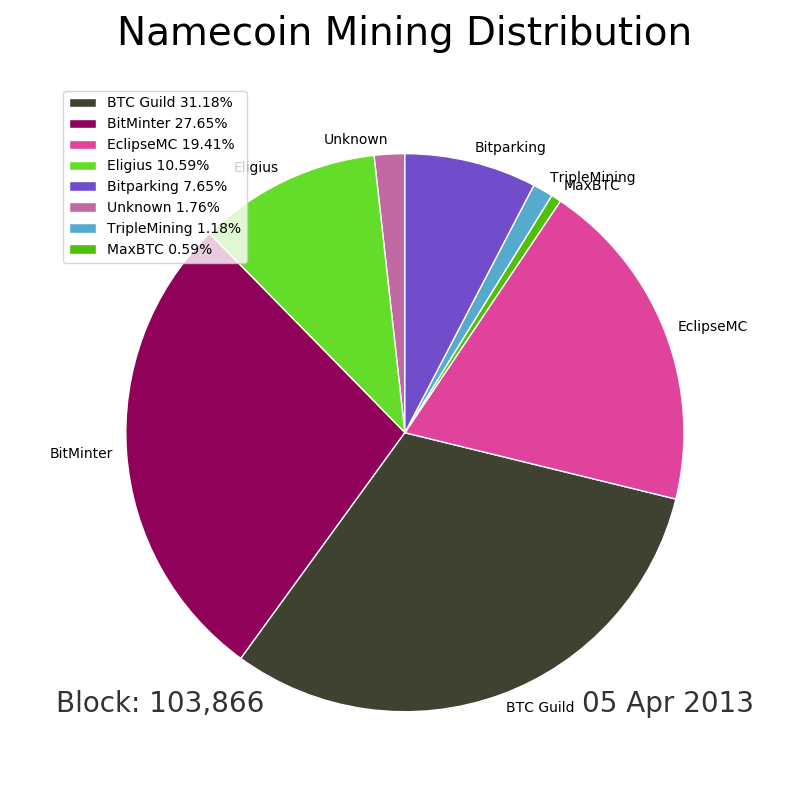 Namecoin Mining Distribution
BTC Guild 31.18%
BitMinter 27.65%
EclipseMC 19.41%
Eligius 10.59%
Bitparking 7.65%
Unknown 1.76%
TripleMining 1.18%
MaxBTC 0.59%
Unknown
Bitparking
Eligius
TripleMining
MaxBTC
EclipseMC
BitMinter
BTC Guild
Block: 103,866
05 Apr 2013